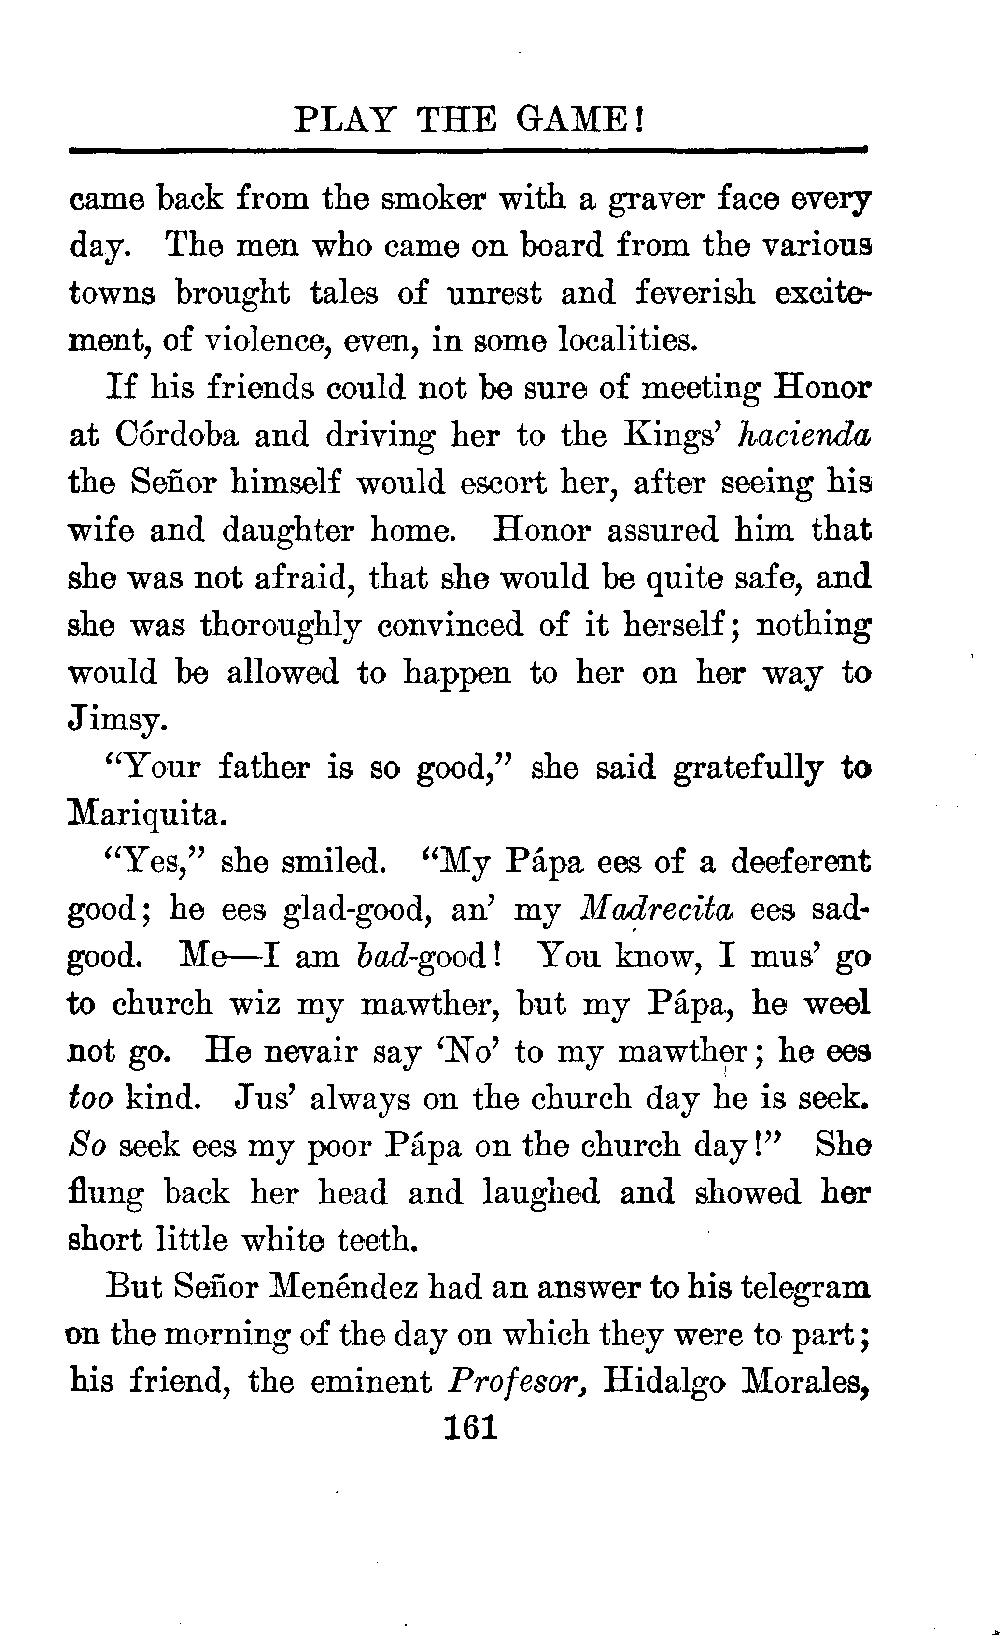 PLAY THE GAME!
came back from the smoker with a graver face every
day. The men who came on board from the various
towns brought tales of unrest and feverish excite-
ment, of violence, even, in some localities.
If his friends could not be sure of meeting Honor
at Córdoba and driving her to the Kings' hacienda
the Señor himself would escort her, after seeing his
wife and daughter home. Honor assured him that
she was not afraid, that she would be quite safe, and
she was thoroughly convinced of it herself; nothing
would be allowed to happen to her on her way to
Jimsy.
“Your father is so good,” she said gratefully to
Mariquita.
“Yes,” she smiled. “My Pápa ees of a deeferent
good; he ees glad-good, an' my Madrecita ees sad-
good. Me—I am bad-good! You know, I mus' go
to church wiz my mawther, but my Pápa, he weel
not go. He nevair say ‘No’ to my mawther; he ees
too kind. Jus' always on the church day he is seek.
So seek ees my poor Pápa on the church day!” She
flung back her head and laughed and showed her
short little white teeth.
But Señor Menéndez had an answer to his telegram
on the morning of the day on which they were to part;
his friend, the eminent Profesor, Hidalgo Morales,
161